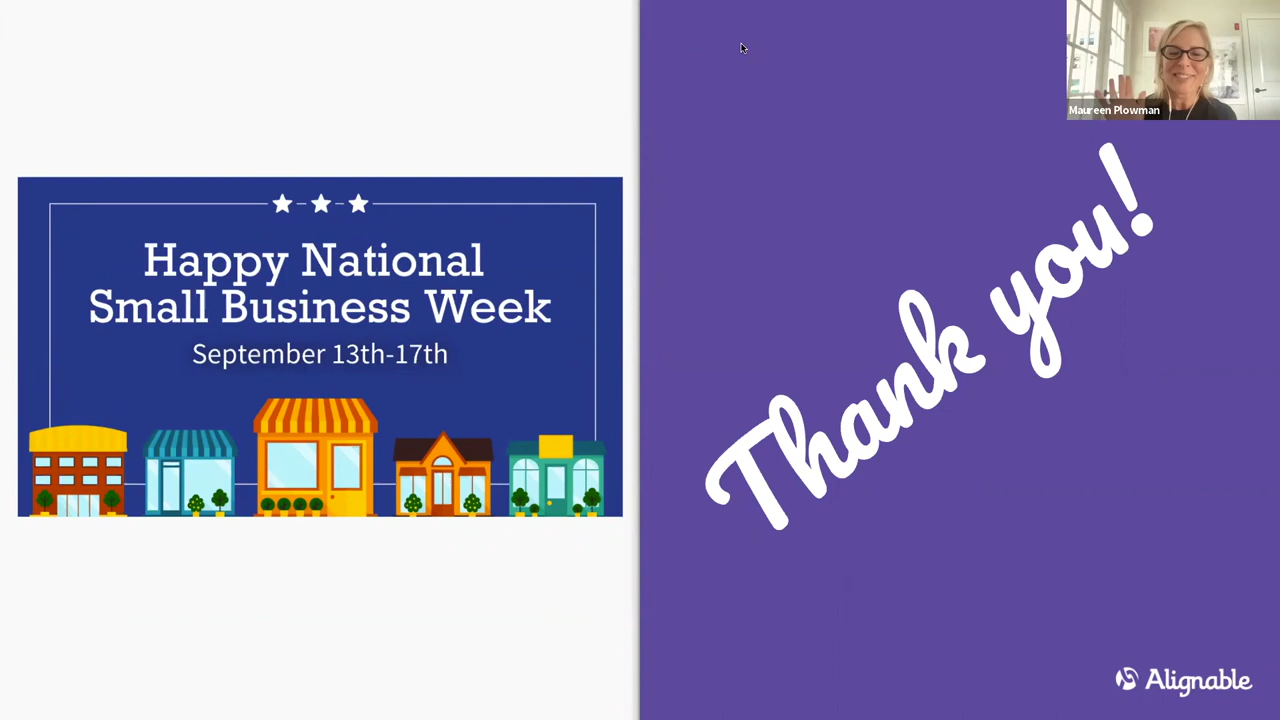 Happy National
Small Business Week
September 13th-17th
Maureen Plowman
Thank you!
Alignable